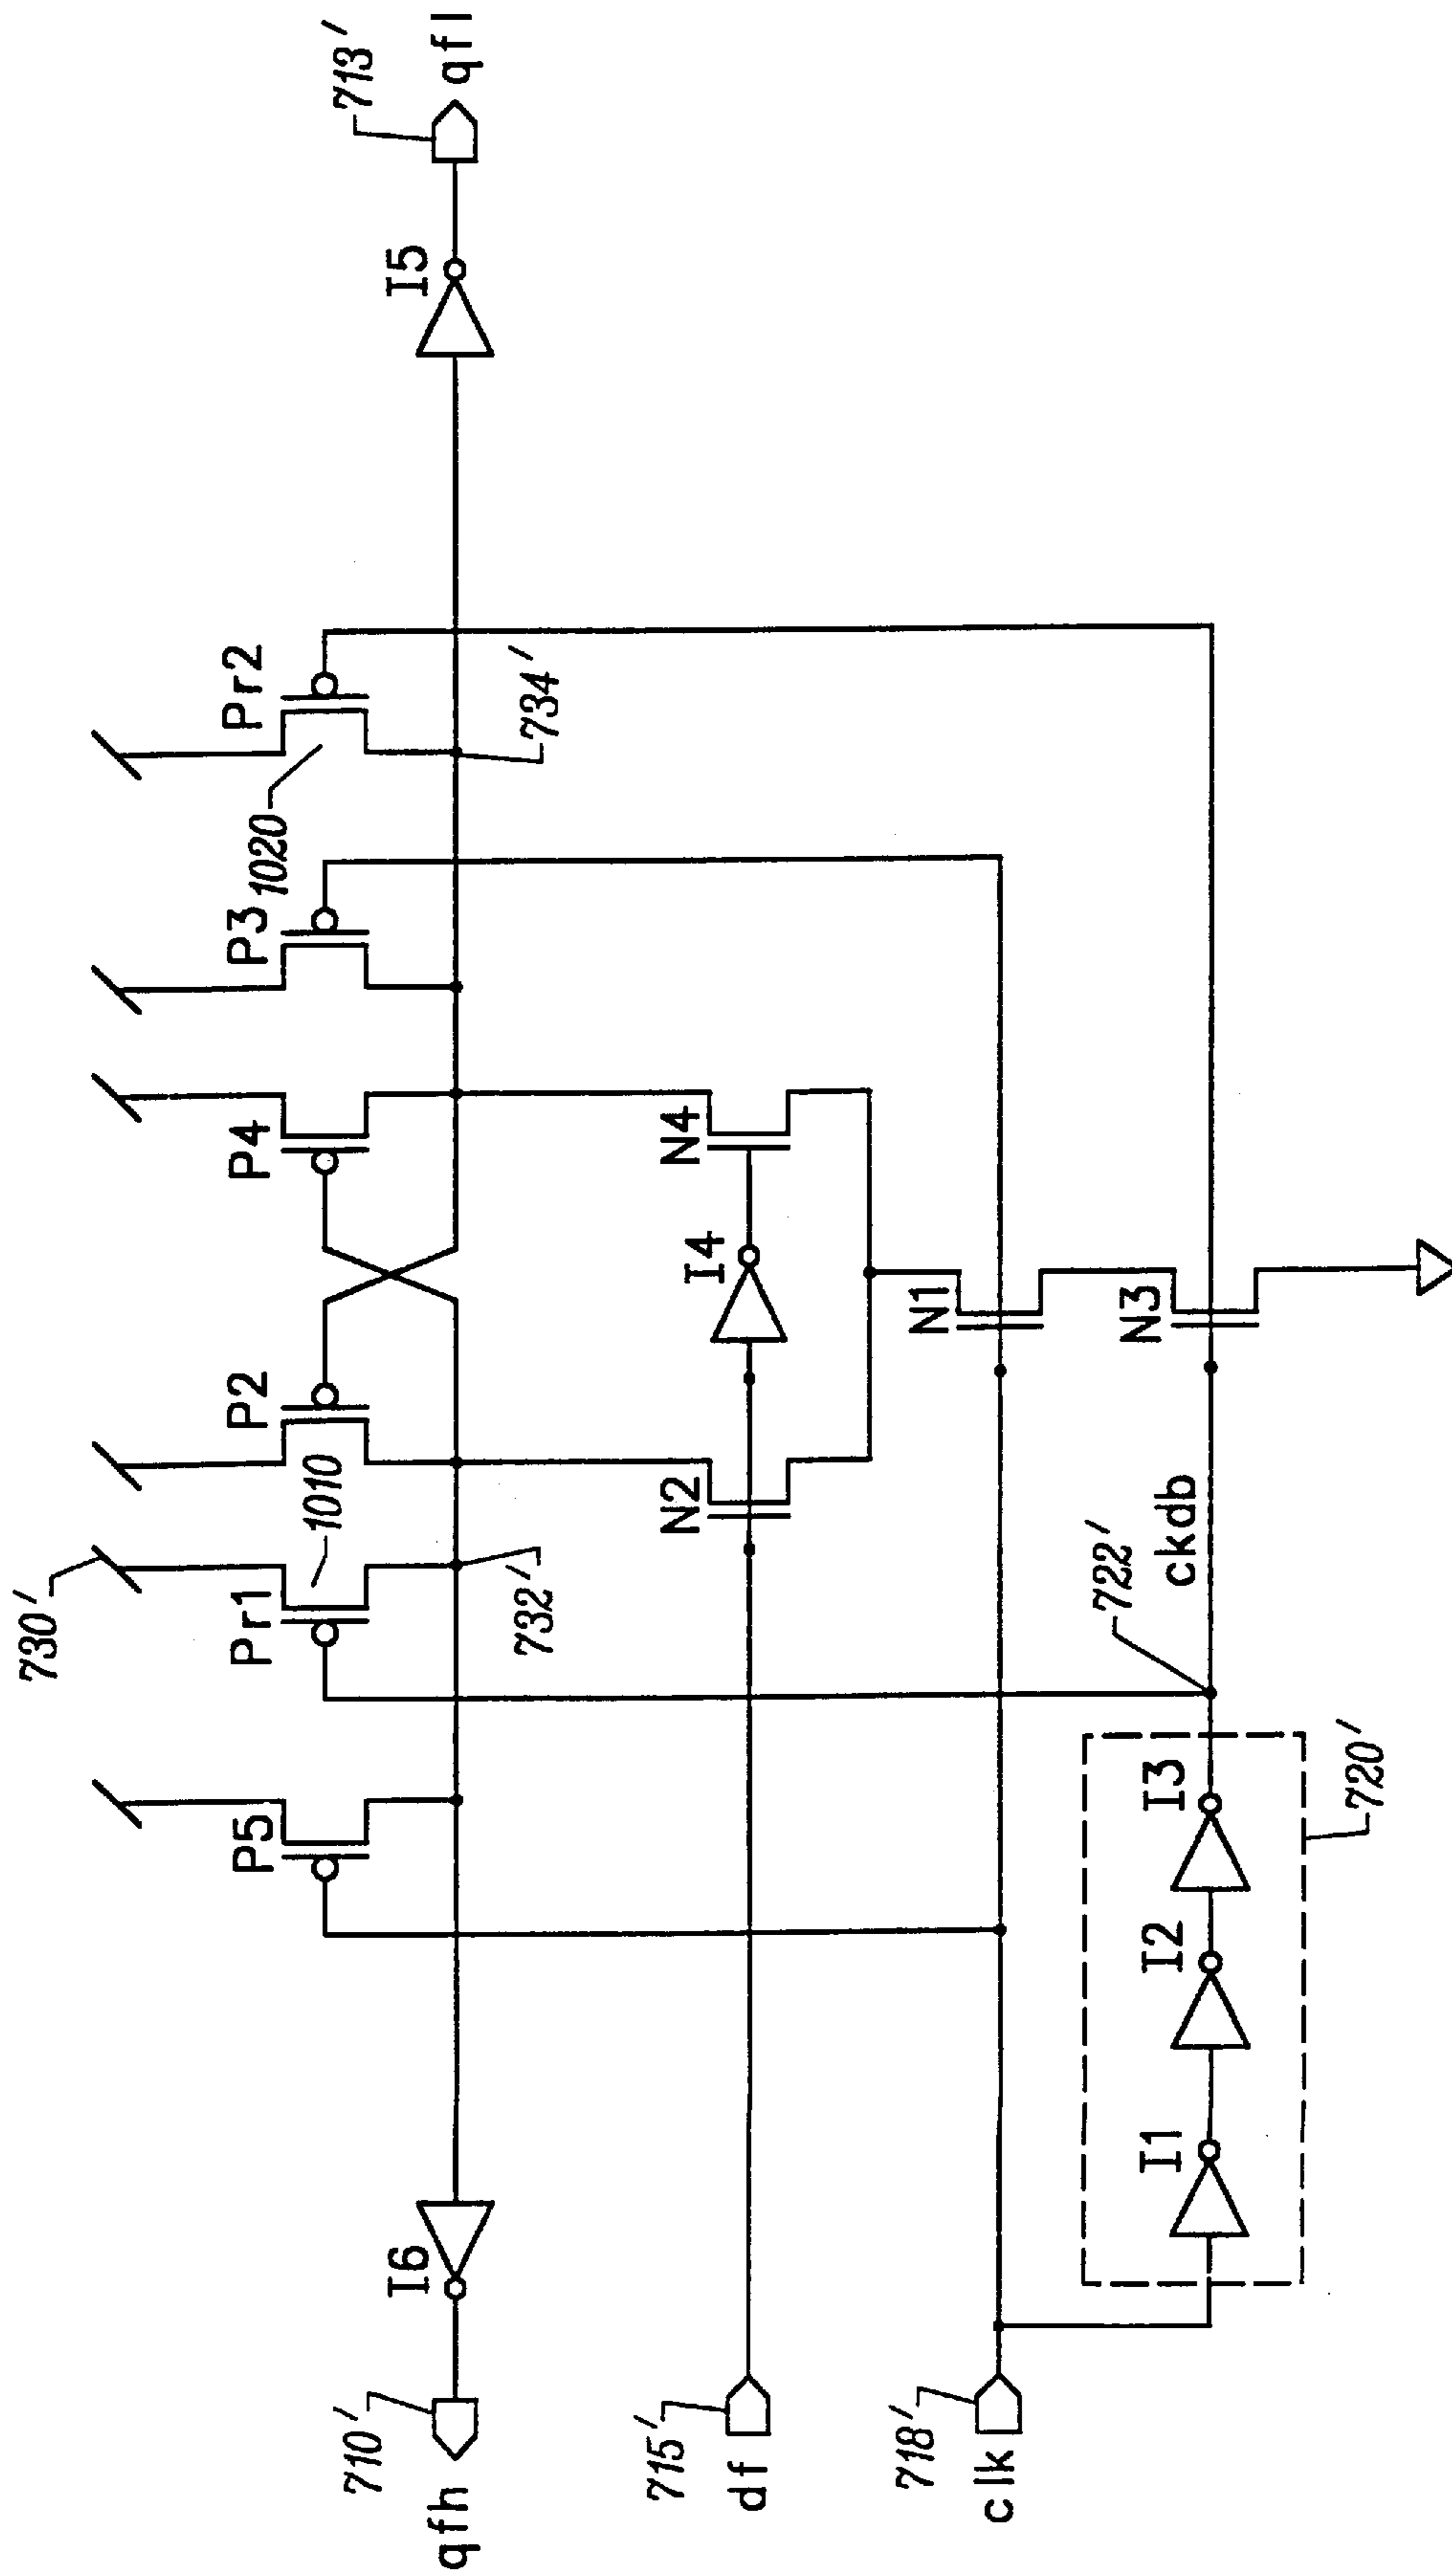 730'
P5
Pr1
1010
P2
P4
P3
1020
Pr2
710'
qfh
I6
732'
734'
I5
713'
qfl
715'
df
N2
I4
N4
718'
clk
N1
I1
I2
I3
720'
722'
ckdb
N3